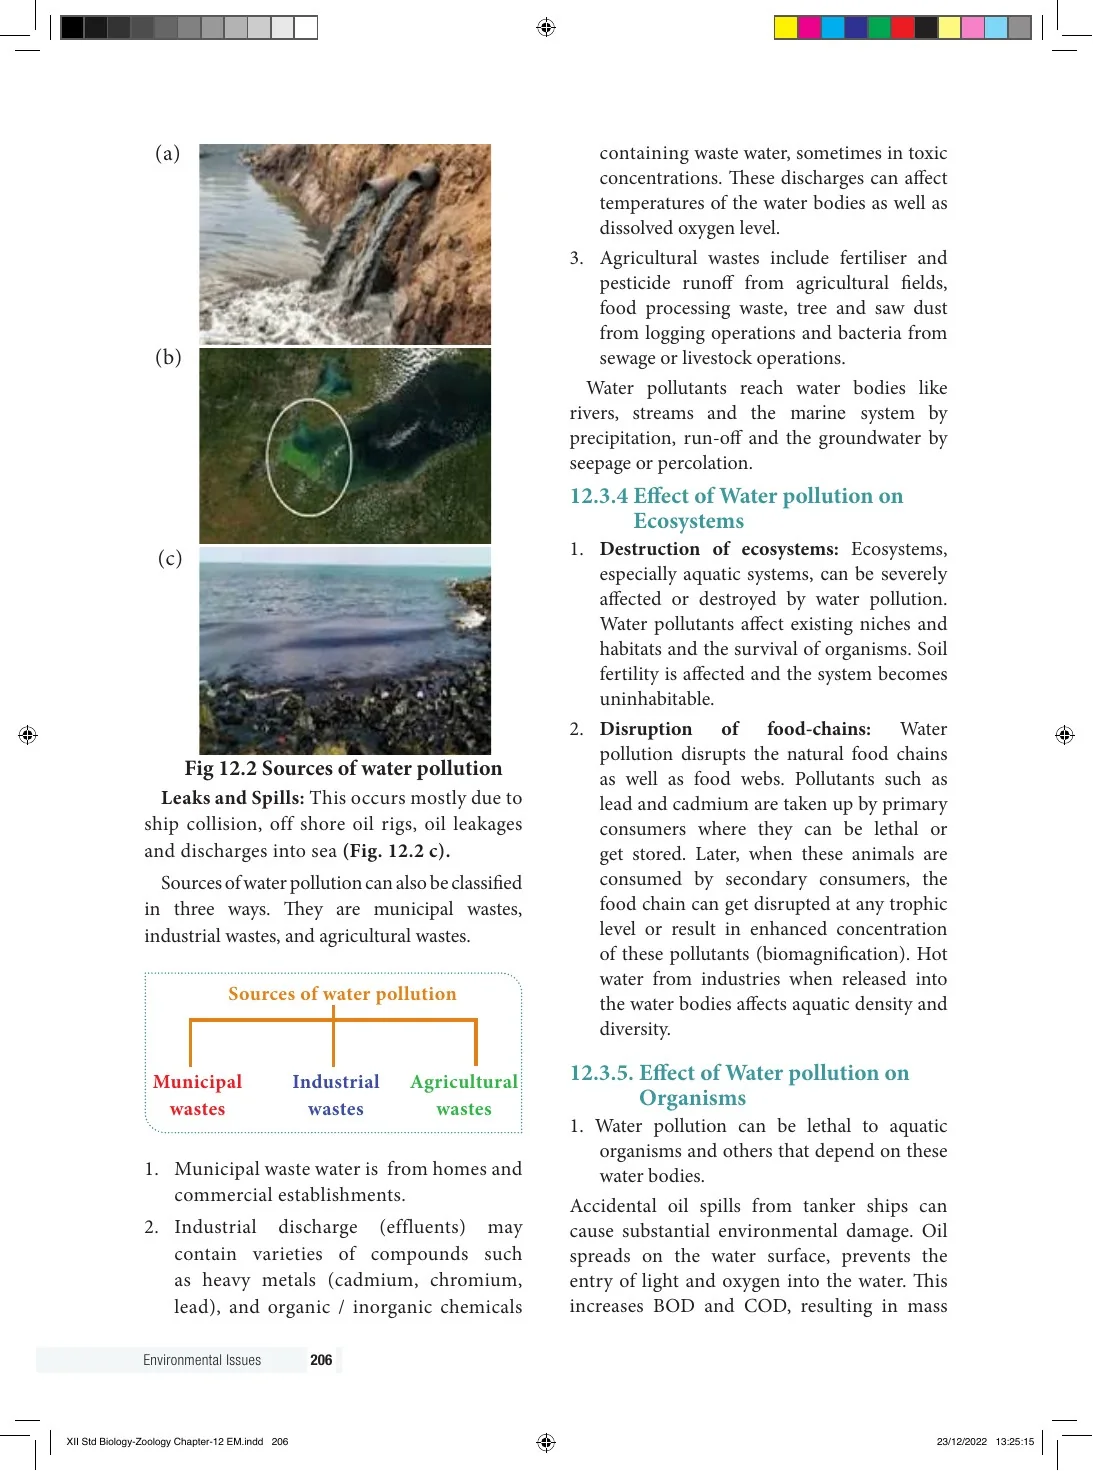 (a)
(b)
(c)
Fig 12.2 Sources of water pollution
Leaks and Spills: This occurs mostly due to
ship collision, off shore oil rigs, oil leakages
and discharges into sea (Fig. 12.2 c).
Sources of water pollution can also be classified
in three ways. They are municipal wastes,
industrial wastes, and agricultural wastes.
Sources of water pollution
Municipal
wastes
Industrial
wastes
Agricultural
wastes
1. Municipal waste water is from homes and
commercial establishments.
2. Industrial discharge (effluents) may
contain varieties of compounds such
as heavy metals (cadmium, chromium,
lead), and organic / inorganic chemicals
containing waste water, sometimes in toxic
concentrations. These discharges can affect
temperatures of the water bodies as well as
dissolved oxygen level.
3. Agricultural wastes include fertiliser and
pesticide runoff from agricultural fields,
food processing waste, tree and saw dust
from logging operations and bacteria from
sewage or livestock operations.
Water pollutants reach water bodies like
rivers, streams and the marine system by
precipitation, run-off and the groundwater by
seepage or percolation.
12.3.4 Effect of Water pollution on
Ecosystems
1. Destruction of ecosystems: Ecosystems,
especially aquatic systems, can be severely
affected or destroyed by water pollution.
Water pollutants affect existing niches and
habitats and the survival of organisms. Soil
fertility is affected and the system becomes
uninhabitable.
2. Disruption of food-chains: Water
pollution disrupts the natural food chains
as well as food webs. Pollutants such as
lead and cadmium are taken up by primary
consumers where they can be lethal or
get stored. Later, when these animals are
consumed by secondary consumers, the
food chain can get disrupted at any trophic
level or result in enhanced concentration
of these pollutants (biomagnification). Hot
water from industries when released into
the water bodies affects aquatic density and
diversity.
12.3.5. Effect of Water pollution on
Organisms
1. Water pollution can be lethal to aquatic
organisms and others that depend on these
water bodies.
Accidental oil spills from tanker ships can
cause substantial environmental damage. Oil
spreads on the water surface, prevents the
entry of light and oxygen into the water. This
increases BOD and COD, resulting in mass
Environmental Issues 206
XII Std Biology-Zoology Chapter-12 EM.indd 206
23/12/2022 13:25:15